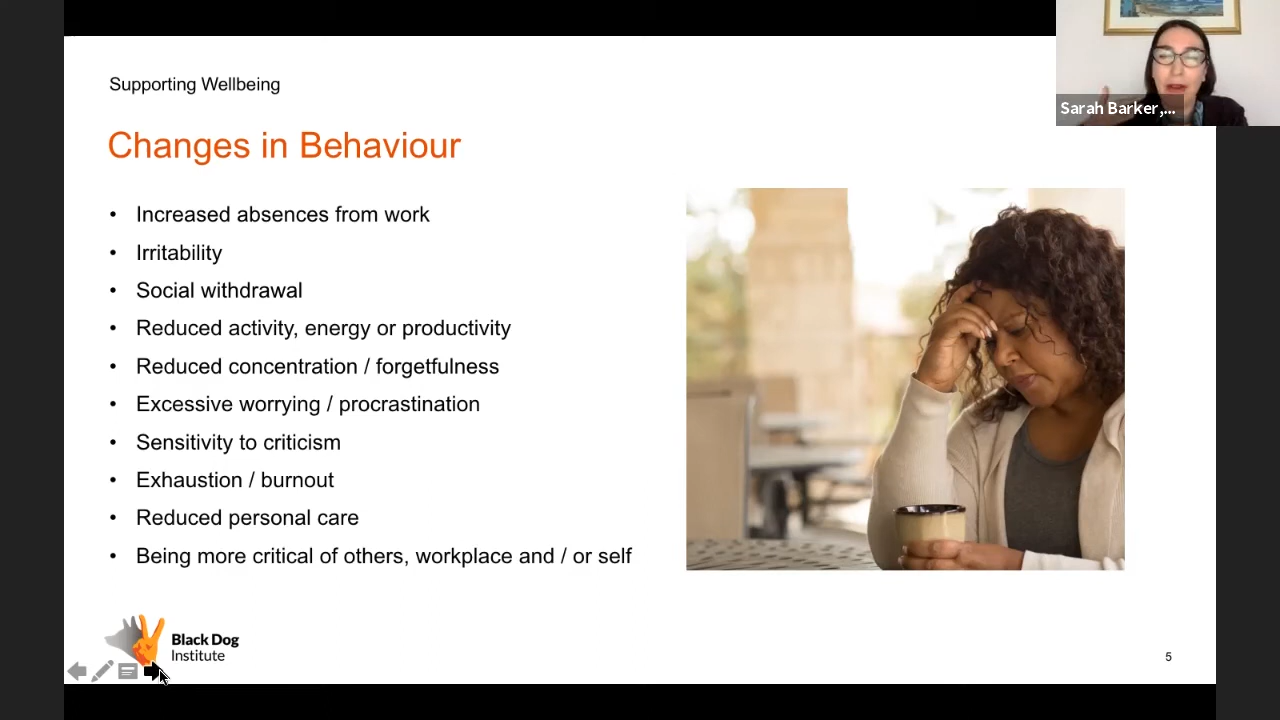 Supporting Wellbeing
Sarah Barker,...
Changes in Behaviour
• Increased absences from work
• Irritability
• Social withdrawal
• Reduced activity, energy or productivity
• Reduced concentration / forgetfulness
• Excessive worrying / procrastination
• Sensitivity to criticism
• Exhaustion / burnout
• Reduced personal care
• Being more critical of others, workplace and / or self
Black Dog
Institute
5